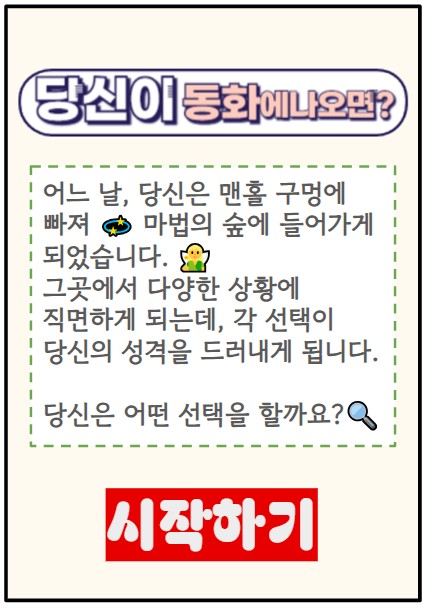 당신이 동화에나오면?
어느 날, 당신은 맨홀 구멍에
빠져 💫 마법의 숲에 들어가게
되었습니다. 🧚
그곳에서 다양한 상황에
직면하게 되는데, 각 선택이
당신의 성격을 드러내게 됩니다.
당신은 어떤 선택을 할까요?🔍
시작하기